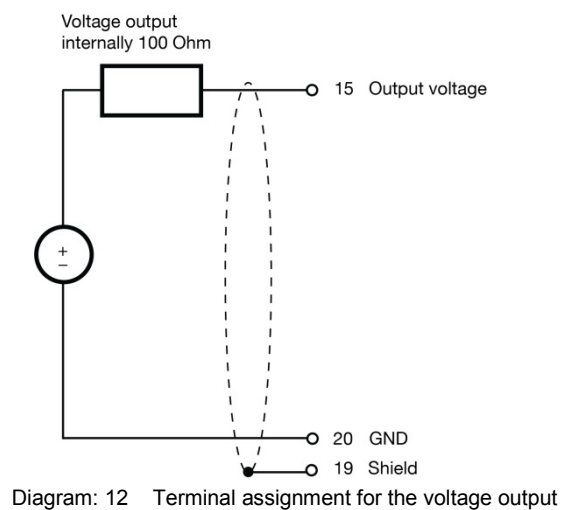 Voltage output
internally 100 Ohm
15 Output voltage
+
−
20 GND
19 Shield
Diagram: 12 Terminal assignment for the voltage output